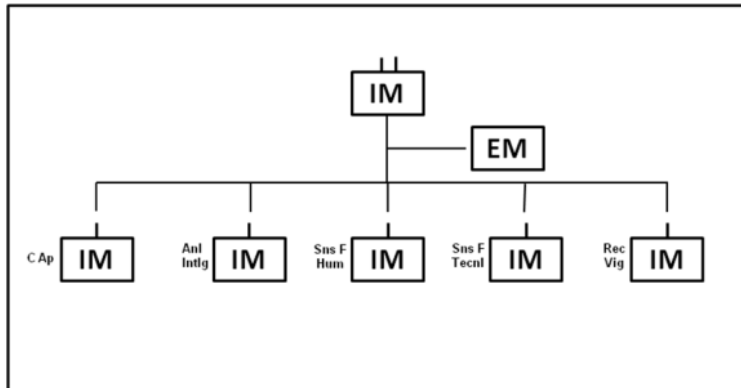 IM
EM
C Ap
IM
Anl
Intlg
IM
Sns F
Hum
IM
Sns F
Tecnl
IM
Rec
Vig
IM